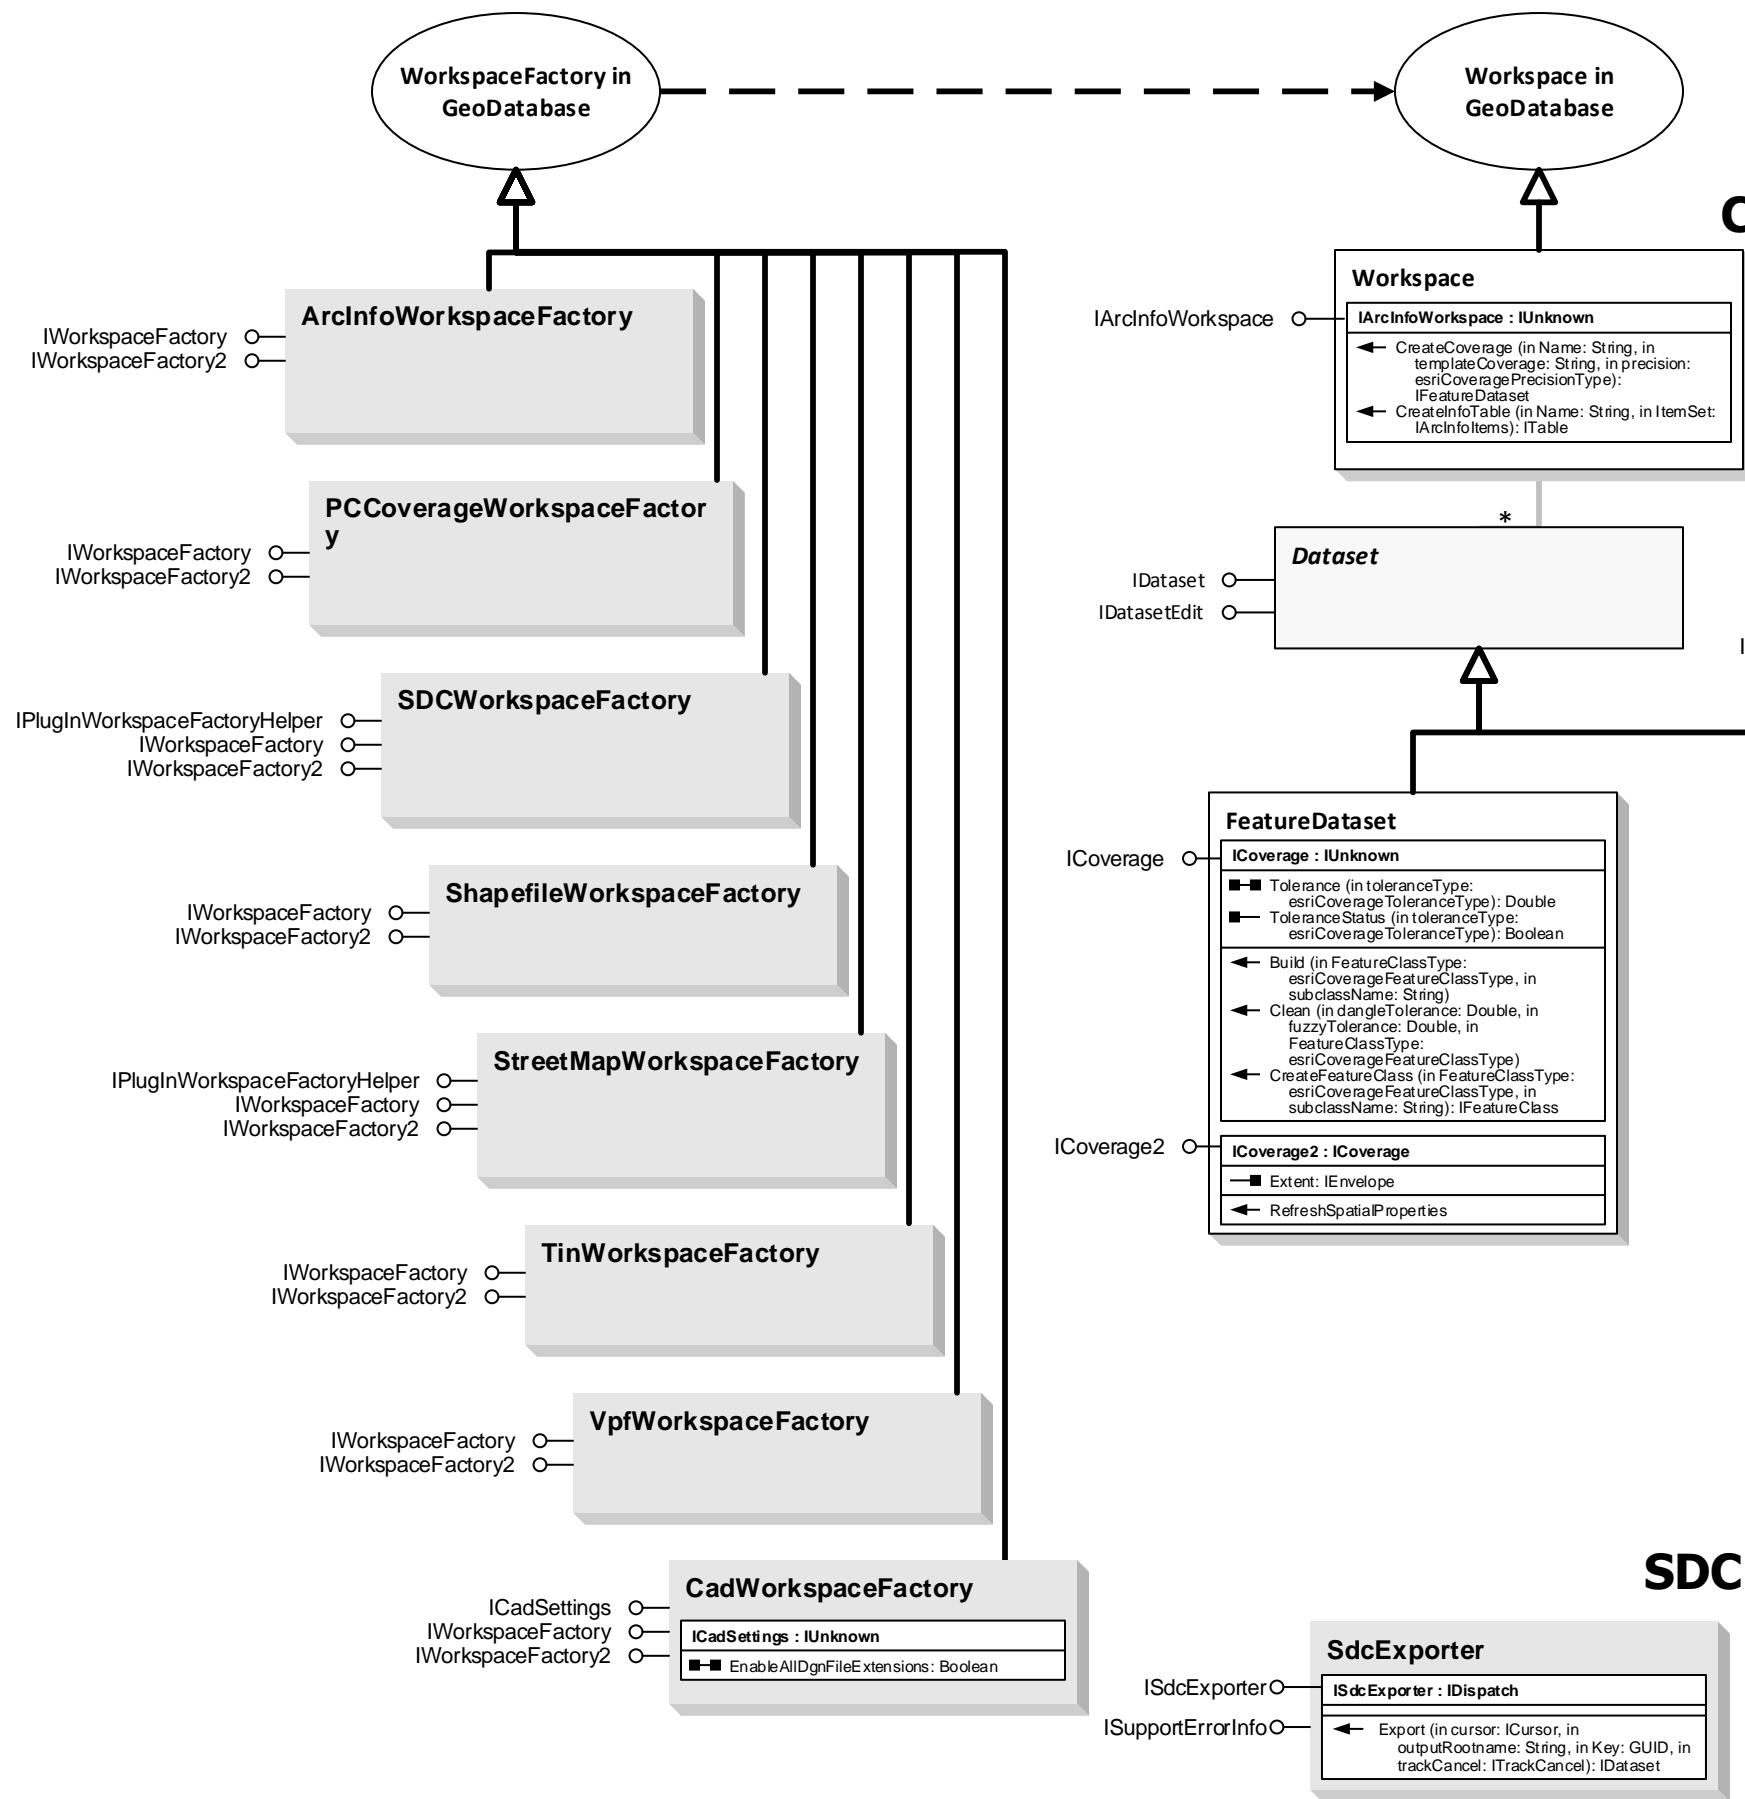 WorkspaceFactory in
GeoDatabase
Workspace in
GeoDatabase
C
ArcInfoWorkspaceFactory
IWorkspaceFactory
IWorkspaceFactory2
PCCoverageWorkspaceFactor
y
IWorkspaceFactory
IWorkspaceFactory2
SDCWorkspaceFactory
IPlugInWorkspaceFactoryHelper
IWorkspaceFactory
IWorkspaceFactory2
ShapefileWorkspaceFactory
IWorkspaceFactory
IWorkspaceFactory2
StreetMapWorkspaceFactory
IPlugInWorkspaceFactoryHelper
IWorkspaceFactory
IWorkspaceFactory2
TinWorkspaceFactory
IWorkspaceFactory
IWorkspaceFactory2
VpfWorkspaceFactory
IWorkspaceFactory
IWorkspaceFactory2
CadWorkspaceFactory
ICadSettings
IWorkspaceFactory
IWorkspaceFactory2
ICadSettings : IUnknown
EnableAllDgnFileExtensions: Boolean
Workspace
IArcInfoWorkspace
IArcInfoWorkspace : IUnknown
CreateCoverage (in Name: String, in
templateCoverage: String, in precision:
esriCoveragePrecisionType):
IFeatureDataset
CreateInfoTable (in Name: String, in ItemSet:
IArcInfoItems): ITable
*
Dataset
IDataset
IDatasetEdit
I
FeatureDataset
ICoverage
ICoverage : IUnknown
Tolerance (in toleranceType:
esriCoverageToleranceType): Double
ToleranceStatus (in toleranceType:
esriCoverageToleranceType): Boolean
Build (in FeatureClassType:
esriCoverageFeatureClassType, in
subclassName: String)
Clean (in dangleTolerance: Double, in
fuzzyTolerance: Double, in
FeatureClassType:
esriCoverageFeatureClassType)
CreateFeatureClass (in FeatureClassType:
esriCoverageFeatureClassType, in
subclassName: String): IFeatureClass
ICoverage2
ICoverage2 : ICoverage
Extent: IEnvelope
RefreshSpatialProperties
SDC
SdcExporter
ISdcExporter
ISupportErrorInfo
ISdcExporter : IDispatch
Export (in cursor: ICursor, in
outputRootname: String, in Key: GUID, in
trackCancel: ITrackCancel): IDataset